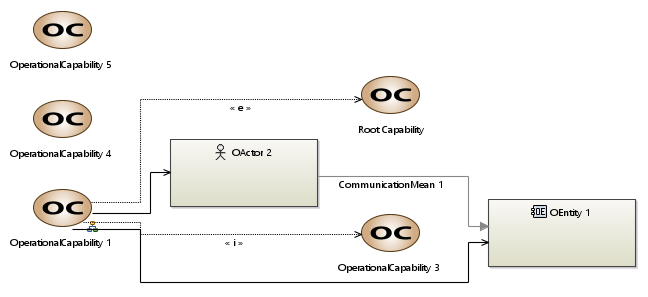 OC
OperationalCapability 5
OC
« e »
Root Capability
OC
OperationalCapability 4
OActor 2
CommunicationMean 1
OC
OperationalCapability 1
OE
OEntity 1
OC
« i »
OperationalCapability 3